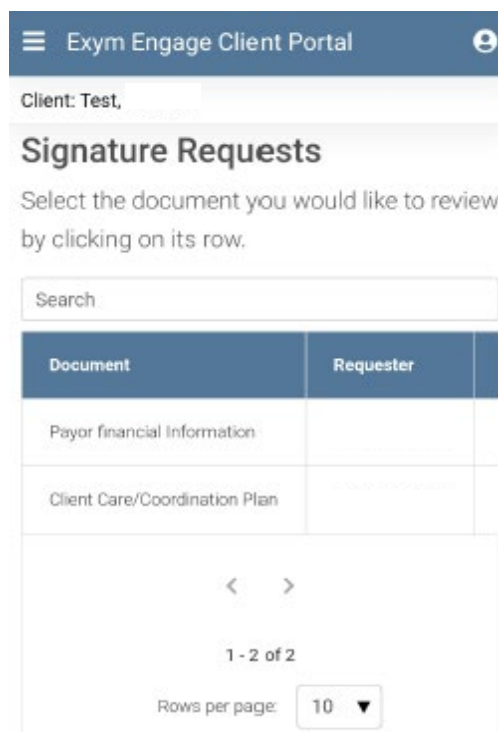 Exym Engage Client Portal
Client: Test,
Signature Requests
Select the document you would like to review
by clicking on its row.
Search
Document Requester
Payor financial Information
Client Care/Coordination Plan
1 - 2 of 2
Rows per page: 10